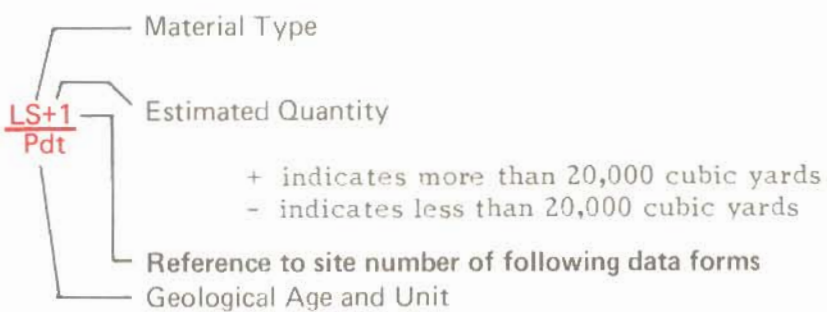 Material Type
LS+1
Estimated Quantity
Pdt
+ indicates more than 20,000 cubic yards
- indicates less than 20,000 cubic yards
Reference to site number of following data forms
Geological Age and Unit